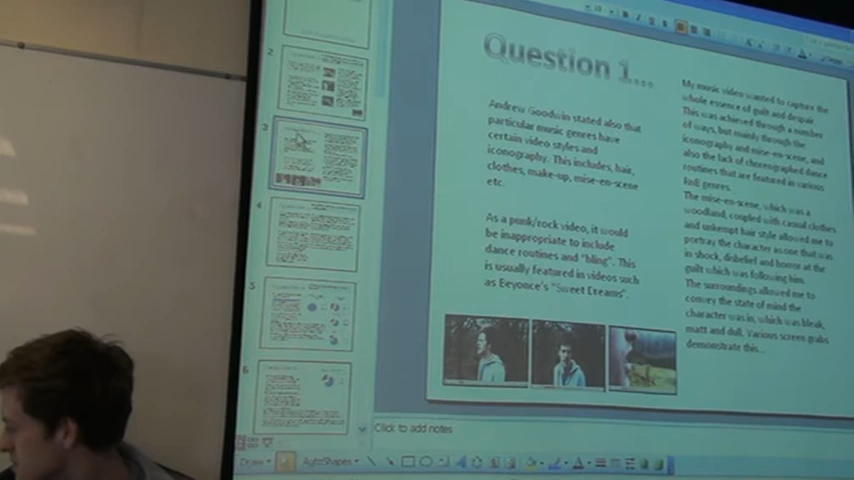 Question 1....
Andrew Goodwin stated also that
particular music genres have
certain video styles and
iconography. This includes, hair,
clothes, make-up, mise-en-scene
etc.
As a punk/rock video, it would
be inappropriate to include
dance routines and "bling". This
is usually featured in videos such
as Beyonce's "Sweet Dreams".
My music video wanted to capture the
whole essence of guilt and despair
This was achieved through a number
of ways, but mainly through the
iconography and mise-en-scene, and
also the lack of choreographed dance
routines that are featured in various
RnB genres.
The mise-en-scene, which was a
woodland, coupled with casual clothes
and unkempt hair style allowed me to
portray the character as one that was
in shock, disbelief and horror at the
guilt which was following him.
The surroundings allowed me to
convey the state of mind the
character was in, which was bleak,
matt and dull. Various screen grabs
demonstrate this...
2
3
4
5
6
Click to add notes
Draw
AutoShapes